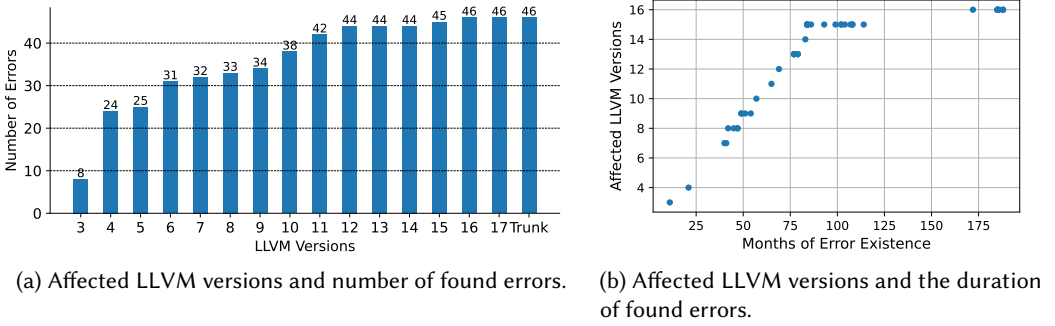 46 46 46
45
44 44 44
42
38
34
33
32
31
25
24
8
40
30
20
10
0
Number of Errors
3 4 5 6 7 8 9 10 11 12 13 14 15 16 17 Trunk
LLVM Versions
(a) Affected LLVM versions and number of found errors.
16
14
12
10
8
6
4
Affected LLVM Versions
25 50 75 100 125 150 175
Months of Error Existence
(b) Affected LLVM versions and the duration
of found errors.